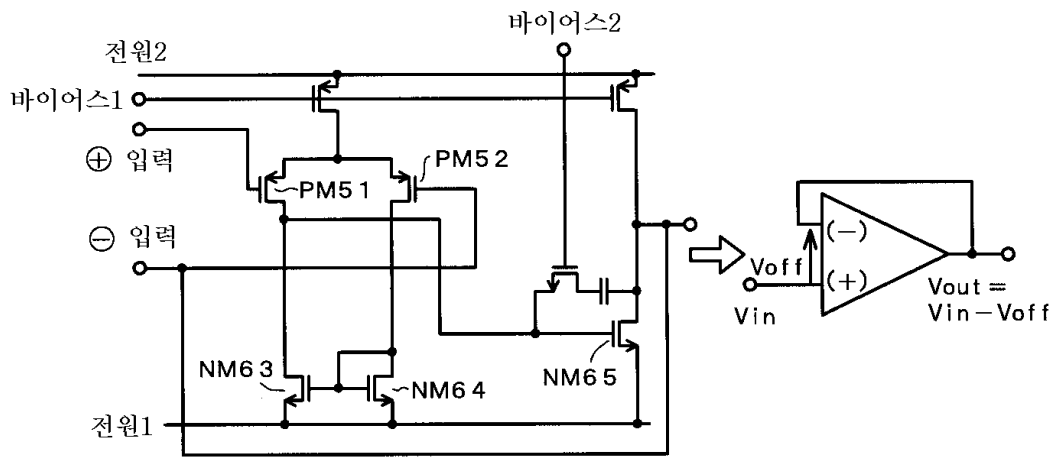 바이어스2
전원2
바이어스1
⊕ 입력
PM51
PM52
⊖ 입력
NM63
NM64
NM65
전원1
Voff
Vin
(-)
(+)
Vout=
Vin-Voff